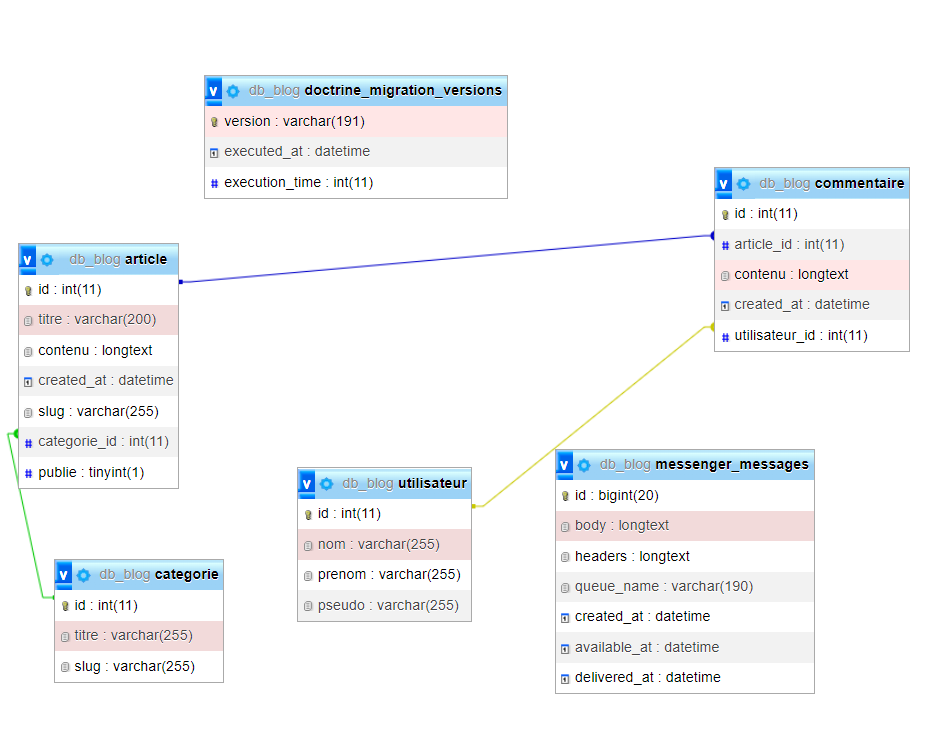 v db_blog doctrine_migration_versions
version : varchar(191)
executed_at : datetime
# execution_time : int(11)
v db_blog commentaire
id : int(11)
# article_id : int(11)
contenu : longtext
created_at : datetime
# utilisateur_id : int(11)
v db_blog article
id : int(11)
titre : varchar(200)
contenu : longtext
created_at : datetime
slug : varchar(255)
# categorie_id : int(11)
# publie : tinyint(1)
v db_blog utilisateur
id : int(11)
nom : varchar(255)
prenom : varchar(255)
pseudo : varchar(255)
v db_blog messenger_messages
id : bigint(20)
body : longtext
headers : longtext
queue_name : varchar(190)
created_at : datetime
available_at : datetime
delivered_at : datetime
v db_blog categorie
id : int(11)
titre : varchar(255)
slug : varchar(255)